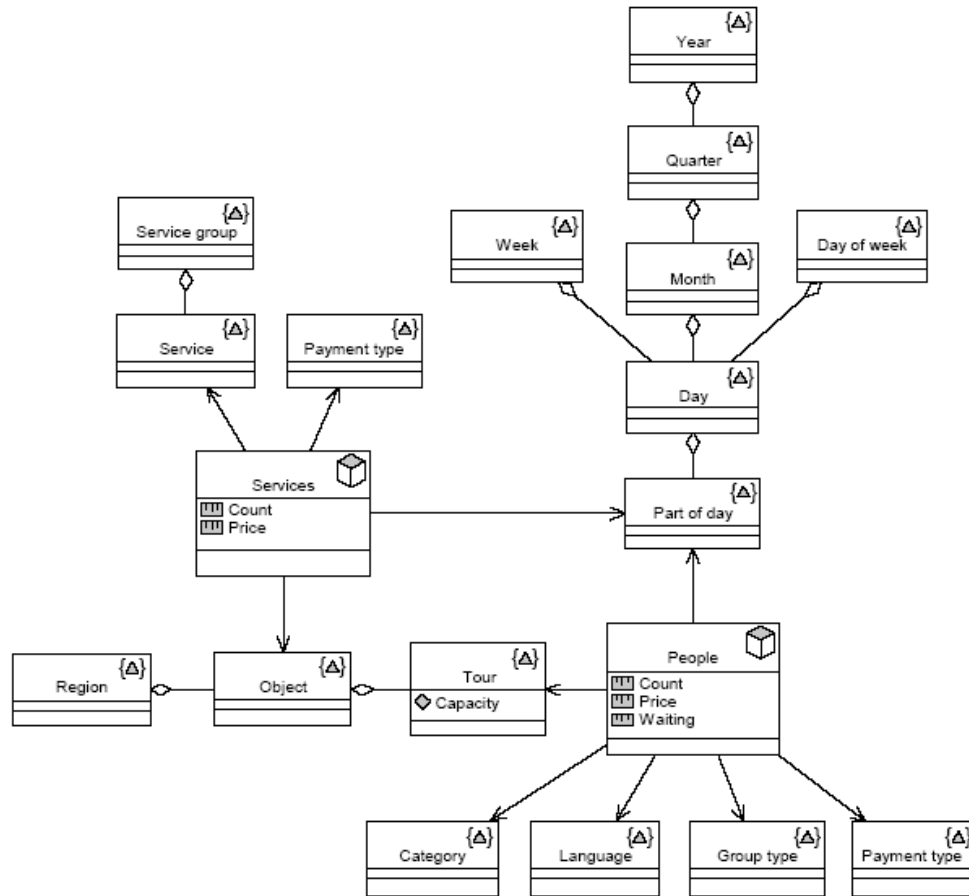 Year
Quarter
Service group
Week
Day of week
Month
Service
Payment type
Day
Services
Count
Price
Part of day
People
Count
Price
Waiting
Region
Object
Tour
Capacity
Category
Language
Group type
Payment type